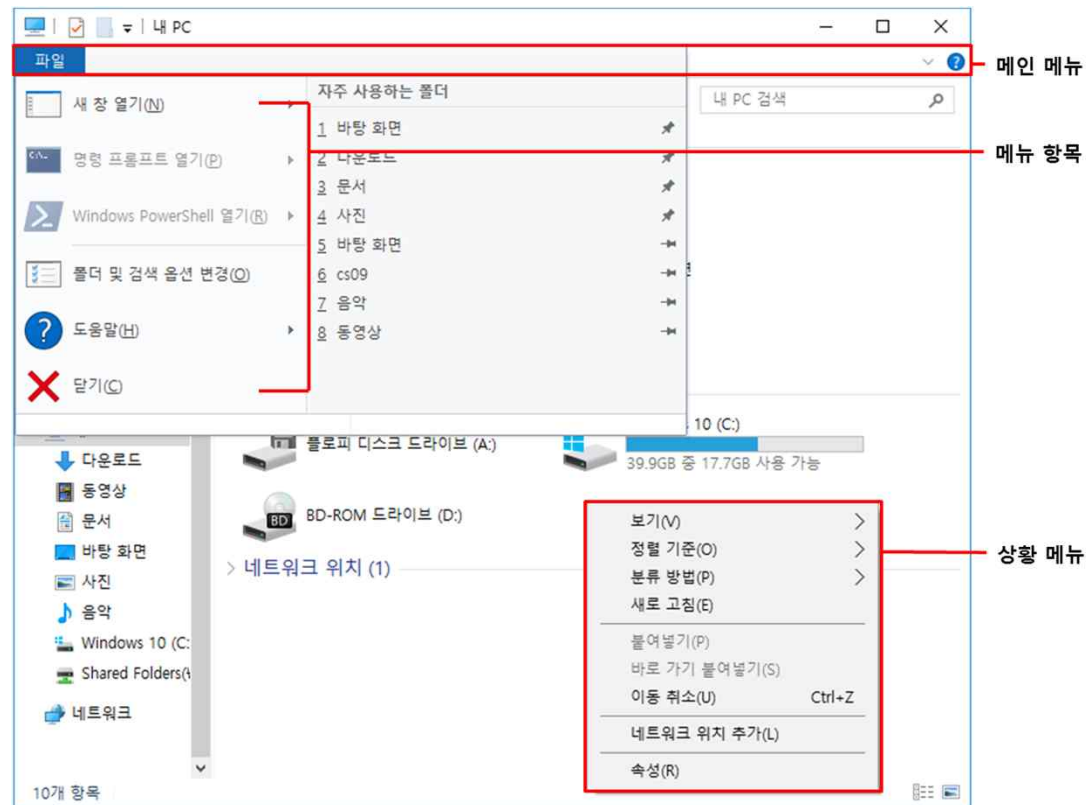 내 PC
파일
메인 메뉴
새 창 열기(N)
명령 프롬프트 열기(P)
Windows PowerShell 열기(R)
폴더 및 검색 옵션 변경(O)
도움말(H)
닫기(C)
자주 사용하는 폴더
1 바탕 화면
2 다운로드
3 문서
4 사진
5 바탕 화면
6 cs09
7 음악
8 동영상
내 PC 검색
메뉴 항목
플로피 디스크 드라이브 (A:)
10 (C:)
39.9GB 중 17.7GB 사용 가능
BD-ROM 드라이브 (D:)
네트워크 위치 (1)
다운로드
동영상
문서
바탕 화면
사진
음악
Windows 10 (C:
Shared Folders(
네트워크
보기(V)
정렬 기준(O)
분류 방법(P)
새로 고침(E)
붙여넣기(P)
바로 가기 붙여넣기(S)
이동 취소(U) Ctrl+Z
네트워크 위치 추가(L)
속성(R)
상황 메뉴
10개 항목